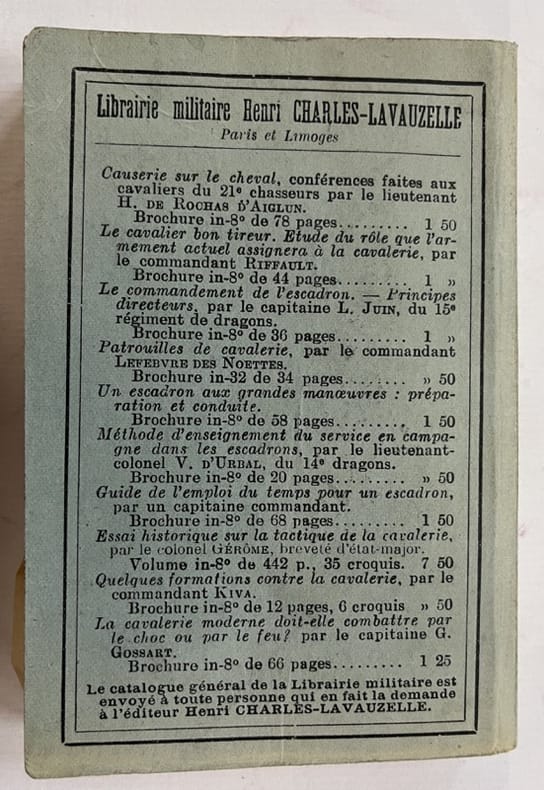 Librairie militaire Henri CHARLES-LAVAUZELLE
Paris et Limoges
Causerie sur le cheval, conférences faites aux
cavaliers du 21e chasseurs par le lieutenant
H. DE ROCHAS D'AIGLUN.
Brochure in-8° de 78 pages......... 1 50
Le cavalier bon tireur. Etude du rôle que l'ar-
mement actuel assignera à la cavalerie, par
le commandant RIFFAULT.
Brochure in-8° de 44 pages......... 1 »
Le commandement de l'escadron. — Principes
directeurs, par le capitaine L. JUIN, du 15e
régiment de dragons.
Brochure in-8° de 36 pages......... 1 »
Patrouilles de cavalerie, par le commandant
LEFEBVRE DES NOETTES.
Brochure in-32 de 34 pages........ » 50
Un escadron aux grandes manœuvres : prépa-
ration et conduite.
Brochure in-8° de 58 pages......... 1 50
Méthode d'enseignement du service en campa-
gne dans les escadrons, par le lieutenant-
colonel V. D'URBAL, du 14e dragons.
Brochure in-8° de 20 pages......... » 50
Guide de l'emploi du temps pour un escadron,
par un capitaine commandant.
Brochure in-8° de 68 pages......... 1 50
Essai historique sur la tactique de la cavalerie,
par le colonel GÉRÔME, breveté d'état-major.
Volume in-8° de 442 p., 35 croquis. 7 50
Quelques formations contre la cavalerie, par le
commandant KIVA.
Brochure in-8° de 12 pages, 6 croquis » 50
La cavalerie moderne doit-elle combattre par
le choc ou par le feu? par le capitaine G.
GOSSART.
Brochure in-8° de 66 pages......... 1 25
Le catalogue général de la Librairie militaire est
envoyé à toute personne qui en fait la demande
à l'éditeur Henri CHARLES-LAVAUZELLE.